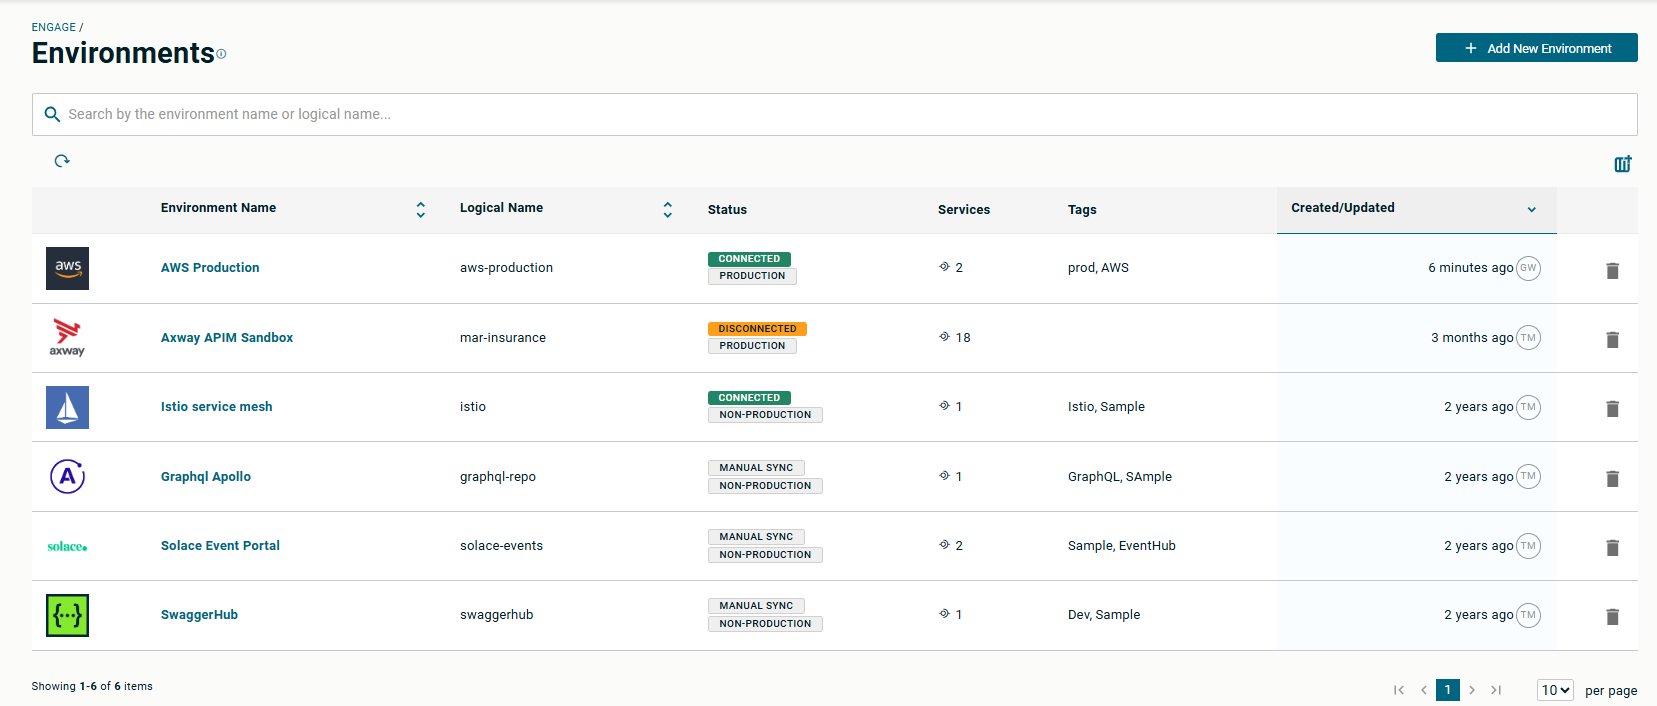 ENGAGE /
Environments
+ Add New Environment
Search by the environment name or logical name...
Environment Name Logical Name Status Services Tags Created/Updated
aws AWS Production aws-production CONNECTED PRODUCTION 2 prod, AWS 6 minutes ago GW
axway Axway APIM Sandbox mar-insurance DISCONNECTED PRODUCTION 18 3 months ago TM
Istio service mesh istio CONNECTED NON-PRODUCTION 1 Istio, Sample 2 years ago TM
A Graphql Apollo graphql-repo MANUAL SYNC NON-PRODUCTION 1 GraphQL, SAmple 2 years ago TM
solace. Solace Event Portal solace-events MANUAL SYNC NON-PRODUCTION 2 Sample, EventHub 2 years ago TM
{···} SwaggerHub swaggerhub MANUAL SYNC NON-PRODUCTION 1 Dev, Sample 2 years ago TM
Showing 1-6 of 6 items 1 10 per page